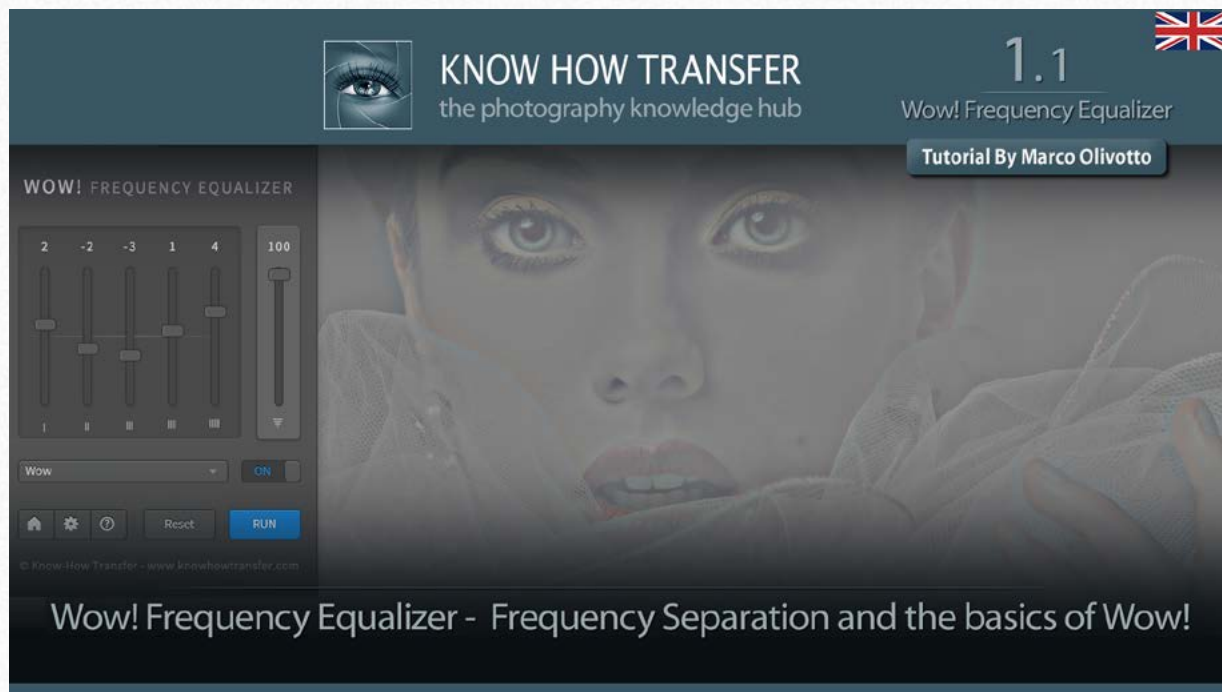 KNOW HOW TRANSFER
the photography knowledge hub
1.1
Wow! Frequency Equalizer
Tutorial By Marco Olivotto
WOW! FREQUENCY EQUALIZER
2 -2 -3 1 4 100
I II III IIII IIIII
Wow ON
Reset RUN
© Know-How Transfer - www.knowhowtransfer.com
Wow! Frequency Equalizer - Frequency Separation and the basics of Wow!